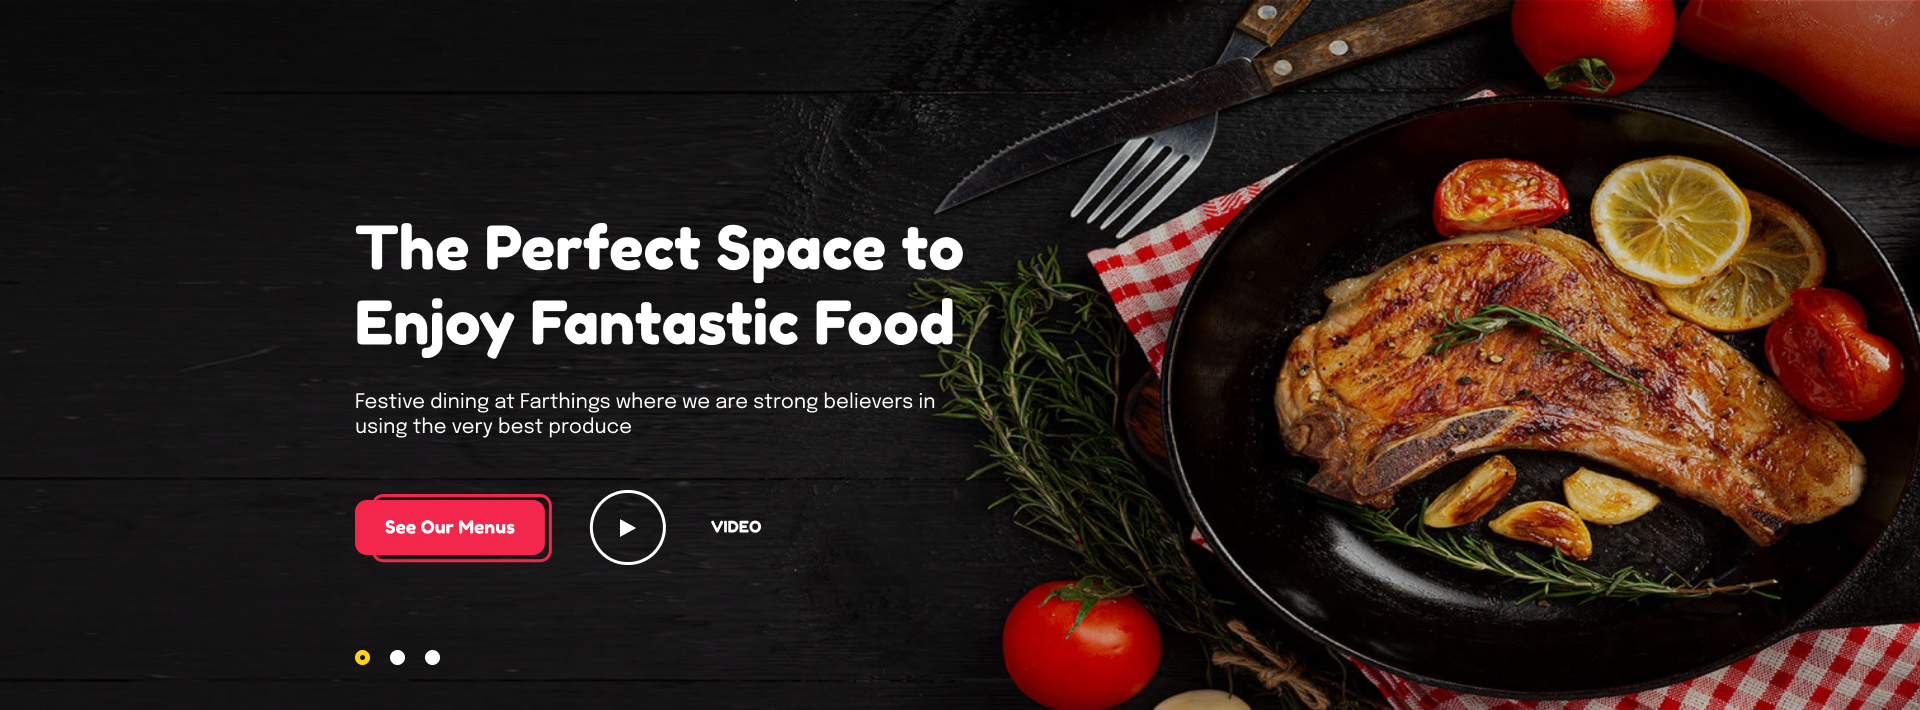 The Perfect Space to
Enjoy Fantastic Food
Festive dining at Farthings where we are strong believers in
using the very best produce
See Our Menus
VIDEO